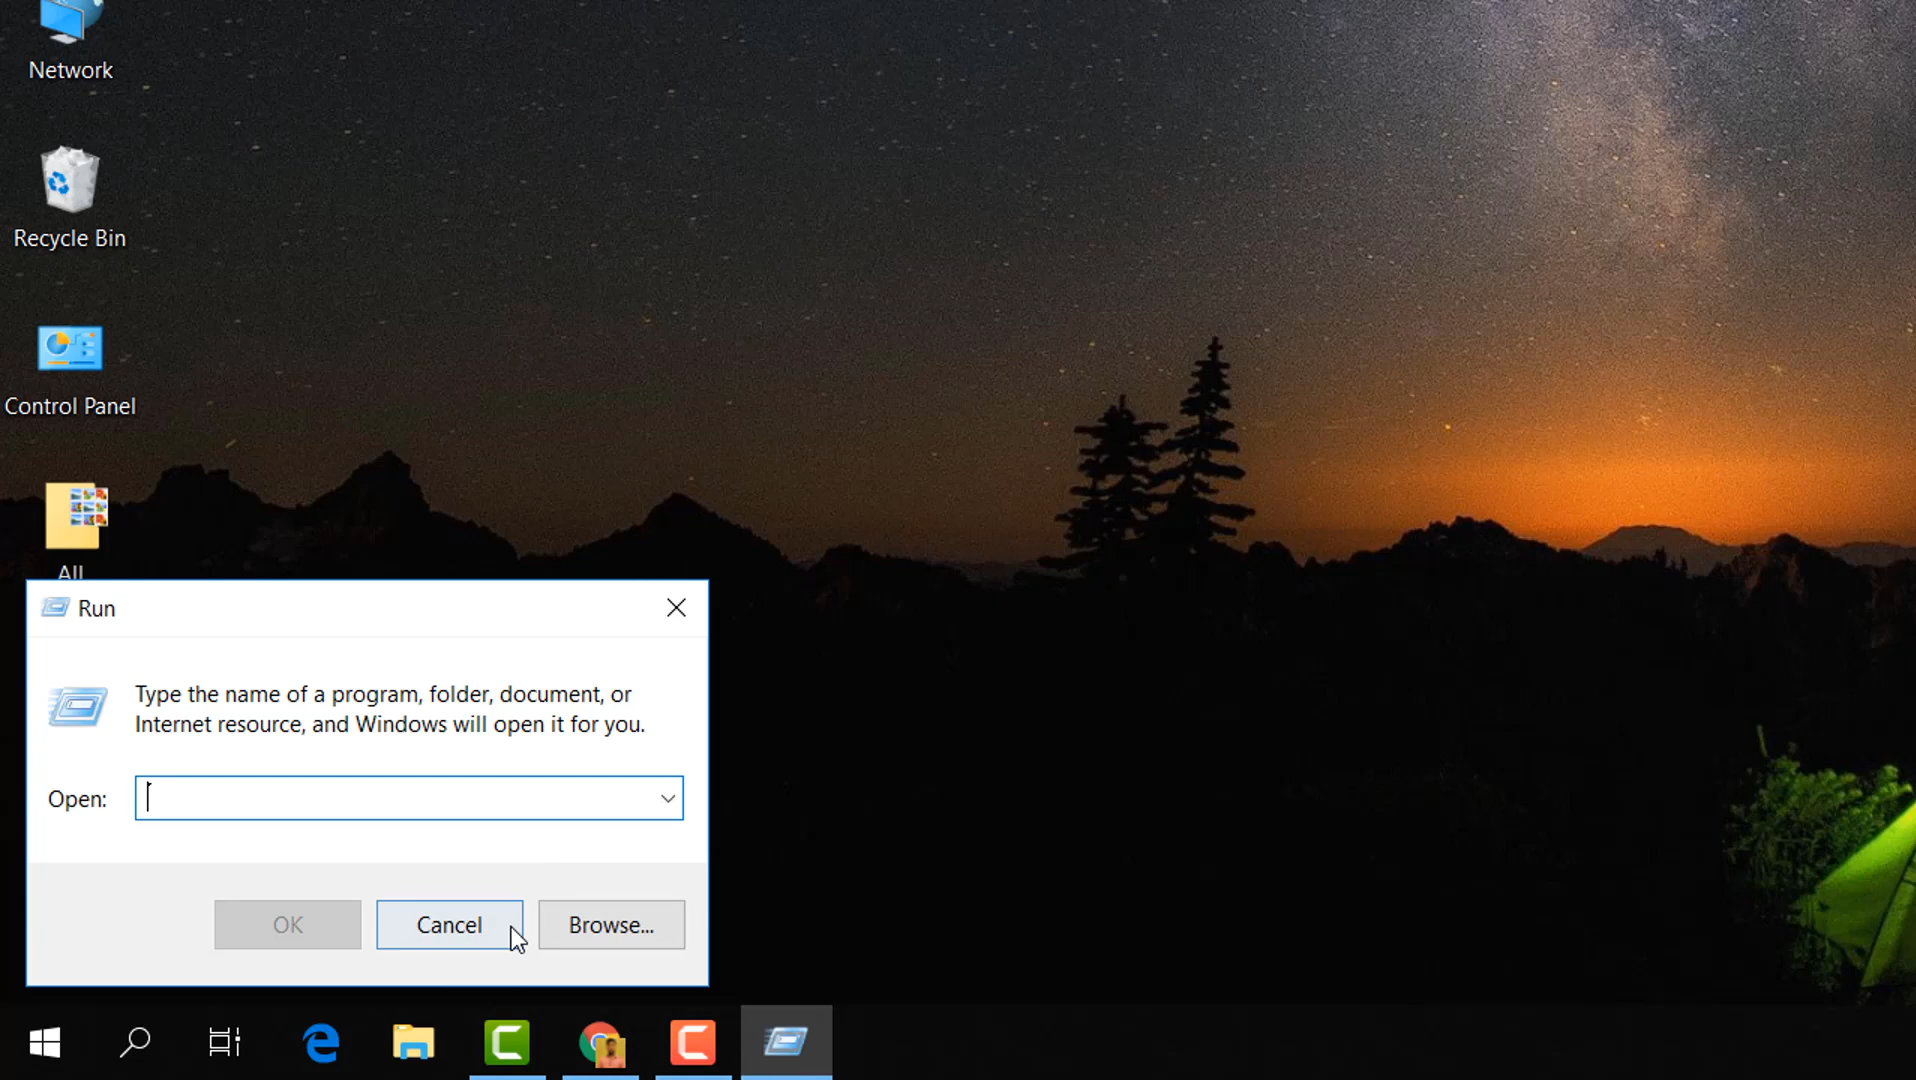 Network
Recycle Bin
Control Panel
All
Run
Type the name of a program, folder, document, or
Internet resource, and Windows will open it for you.
Open:
OK
Cancel
Browse...